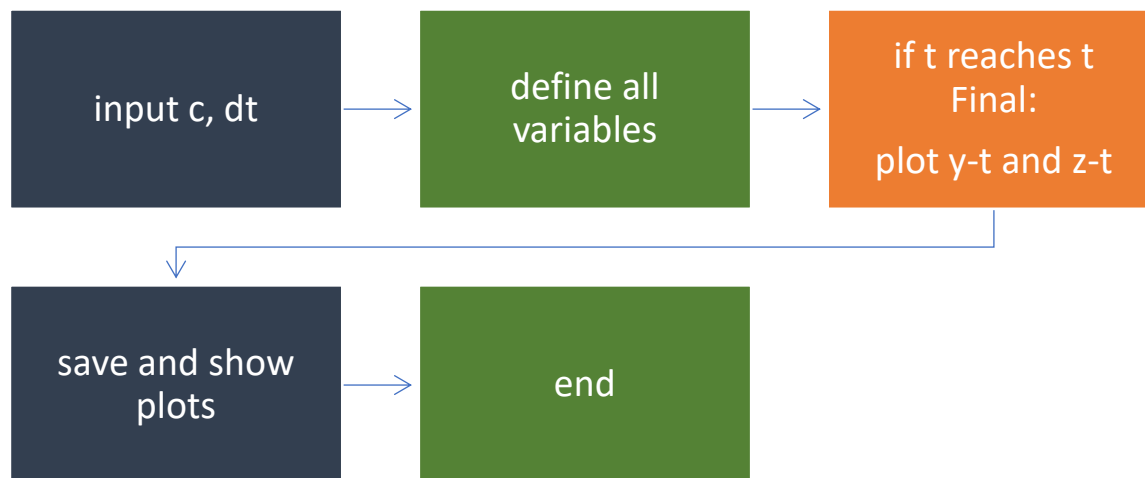 input c, dt
define all
variables
if t reaches t
Final:
plot y-t and z-t
save and show
plots
end